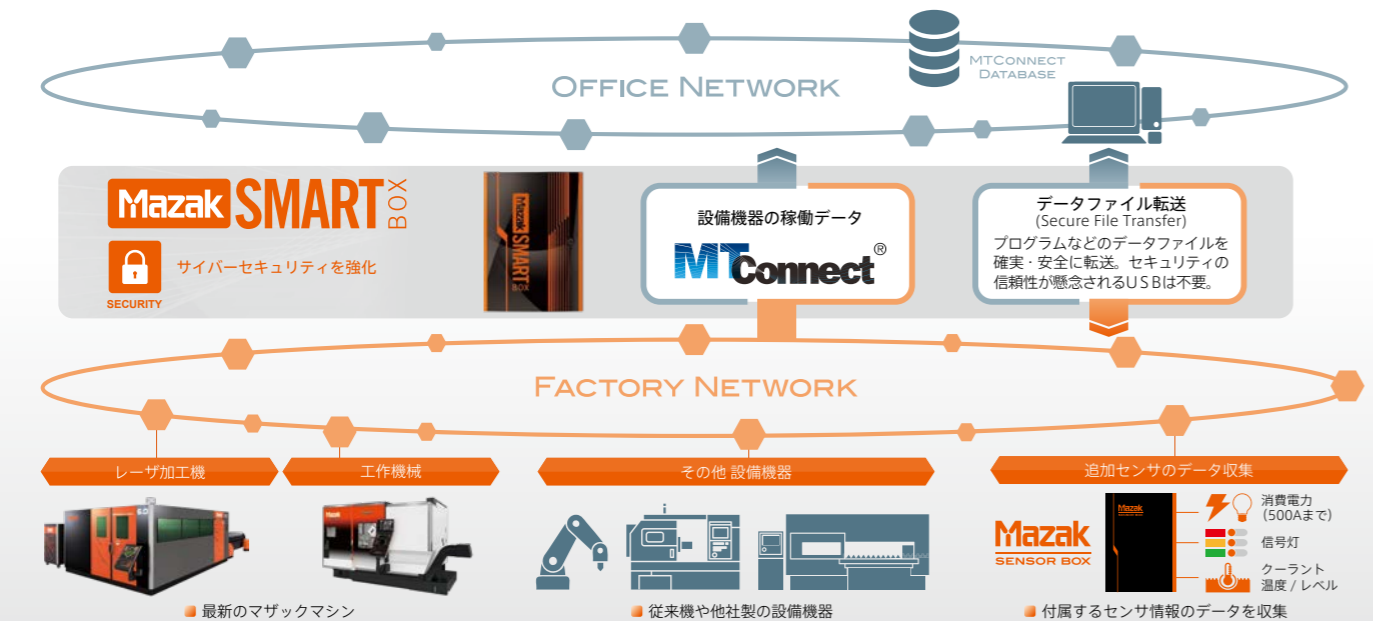 OFFICE NETWORK
MTCONNECT
DATABASE
Mazak SMART BOX
サイバーセキュリティを強化
SECURITY
Mazak SMART BOX
設備機器の稼働データ
MTConnect®
データファイル転送
(Secure File Transfer)
プログラムなどのデータファイルを
確実・安全に転送。セキュリティの
信頼性が懸念されるUSBは不要。
FACTORY NETWORK
レーザ加工機
工作機械
その他 設備機器
追加センサのデータ収集
Mazak
SENSOR BOX
Mazak
消費電力
(500Aまで)
信号灯
クーラント
温度 / レベル
最新のマザックマシン
従来機や他社製の設備機器
付属するセンサ情報のデータを収集